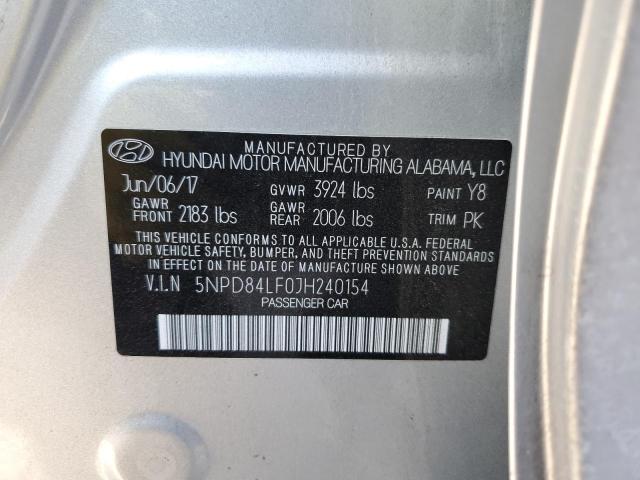 MANUFACTURED BY
HYUNDAI MOTOR MANUFACTURING ALABAMA, LLC
Jun/06/17 GVWR 3924 lbs PAINT Y8
GAWR FRONT 2183 lbs GAWR REAR 2006 lbs TRIM PK
THIS VEHICLE CONFORMS TO ALL APPLICABLE U.S.A. FEDERAL
MOTOR VEHICLE SAFETY, BUMPER, AND THEFT PREVENTION STANDARDS
IN EFFECT ON THE DATE OF MANUFACTURE SHOWN ABOVE
V.I.N 5NPD84LF0JH240154
PASSENGER CAR